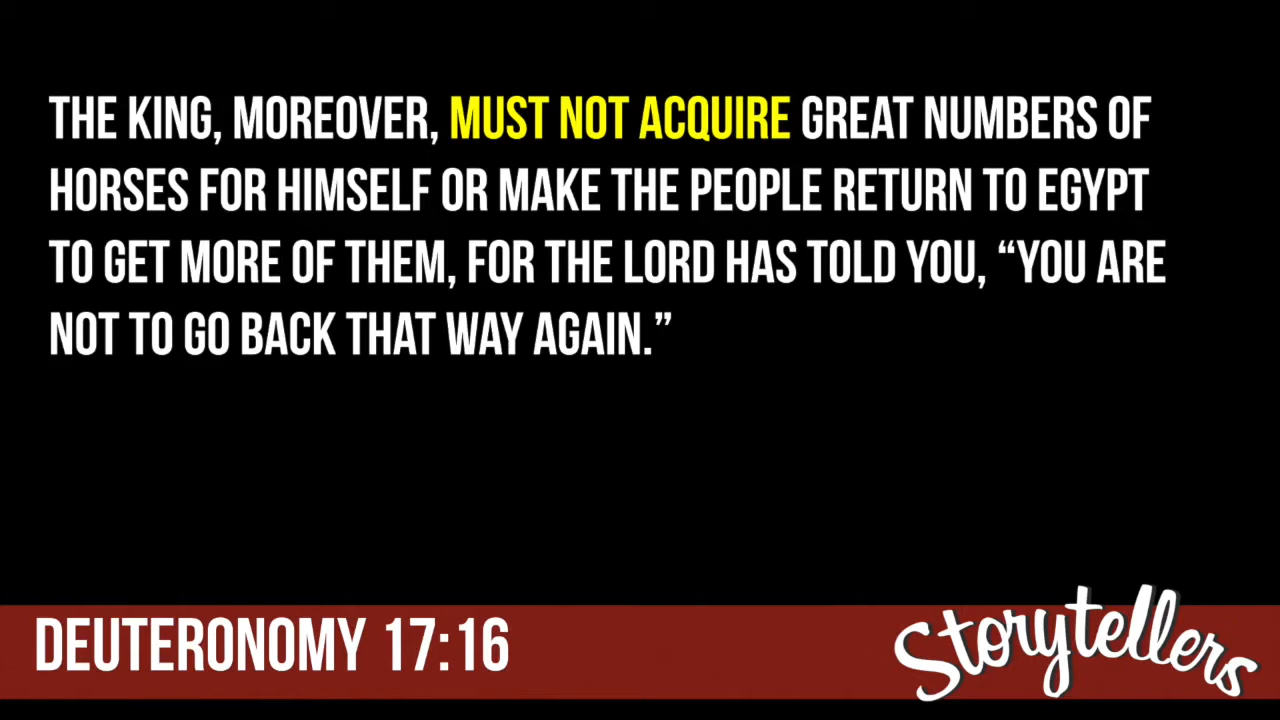 THE KING, MOREOVER, MUST NOT ACQUIRE GREAT NUMBERS OF
HORSES FOR HIMSELF OR MAKE THE PEOPLE RETURN TO EGYPT
TO GET MORE OF THEM, FOR THE LORD HAS TOLD YOU, “YOU ARE
NOT TO GO BACK THAT WAY AGAIN.”
DEUTERONOMY 17:16
Storytellers